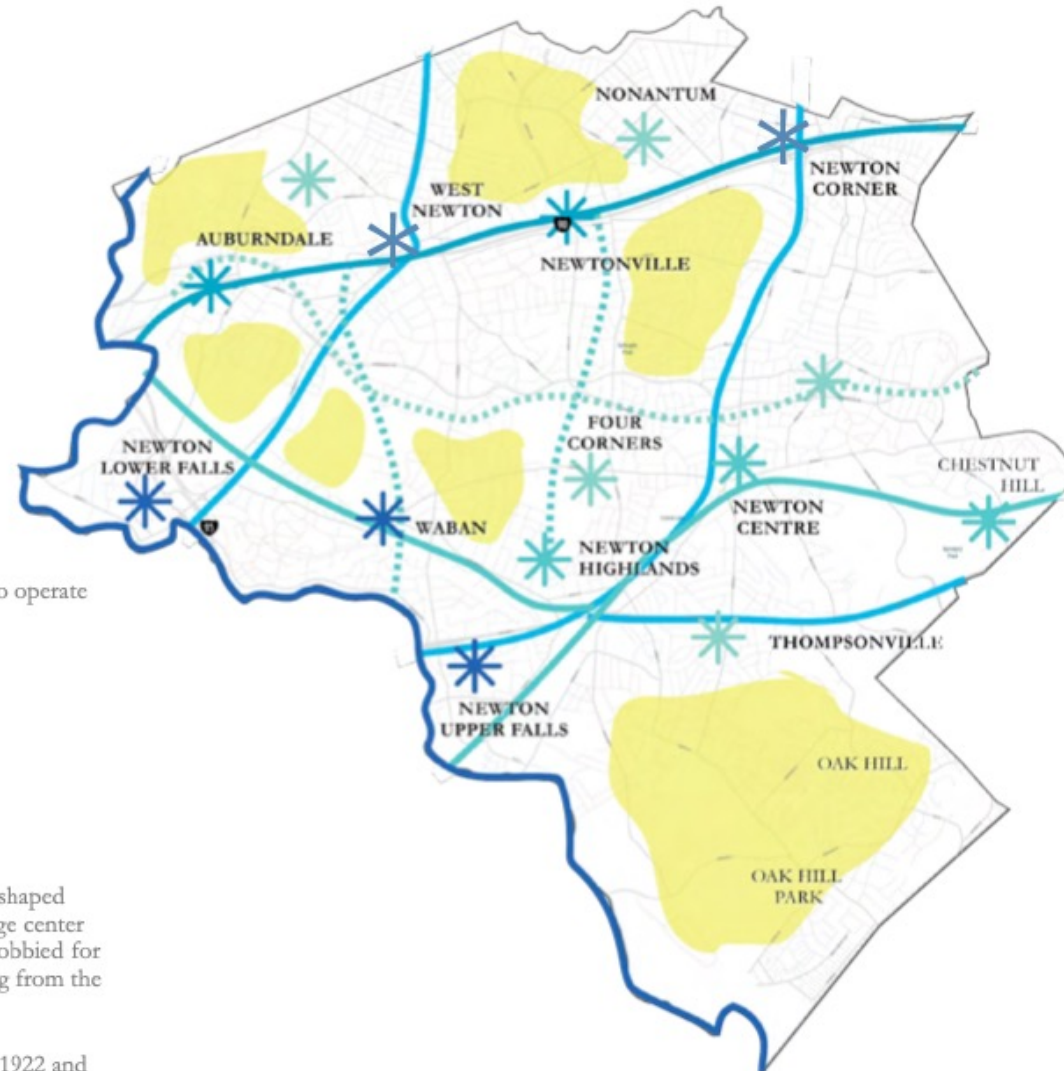 NONANTUM
NEWTON
CORNER
WEST
NEWTON
AUBURNDALE
NEWTONVILLE
FOUR
CORNERS
NEWTON
LOWER FALLS
CHESTNUT
HILL
NEWTON
CENTRE
WABAN
NEWTON
HIGHLANDS
o operate
THOMPSONVILLE
NEWTON
UPPER FALLS
OAK HILL
OAK HILL
PARK
shaped
ge center
obbied for
g from the
1922 and